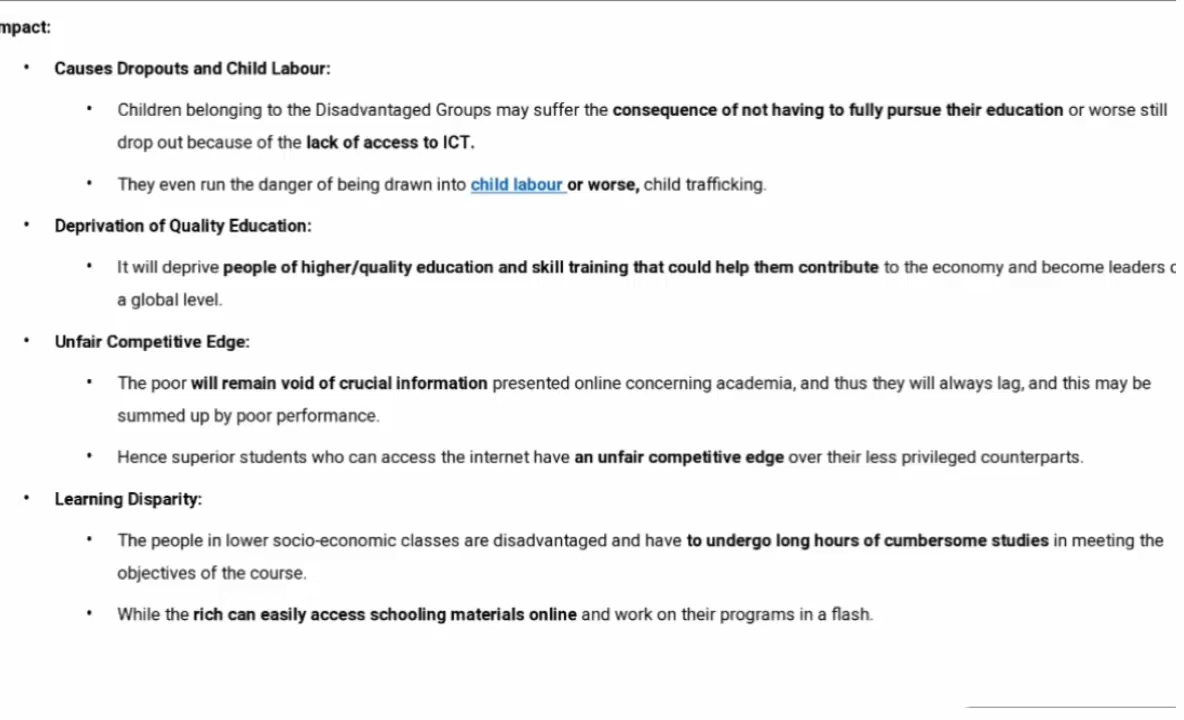 mpact:
• Causes Dropouts and Child Labour:
• Children belonging to the Disadvantaged Groups may suffer the consequence of not having to fully pursue their education or worse still
drop out because of the lack of access to ICT.
• They even run the danger of being drawn into child labour or worse, child trafficking.
• Deprivation of Quality Education:
• It will deprive people of higher/quality education and skill training that could help them contribute to the economy and become leaders
a global level.
• Unfair Competitive Edge:
• The poor will remain void of crucial information presented online concerning academia, and thus they will always lag, and this may be
summed up by poor performance.
• Hence superior students who can access the internet have an unfair competitive edge over their less privileged counterparts.
• Learning Disparity:
• The people in lower socio-economic classes are disadvantaged and have to undergo long hours of cumbersome studies in meeting the
objectives of the course.
• While the rich can easily access schooling materials online and work on their programs in a flash.